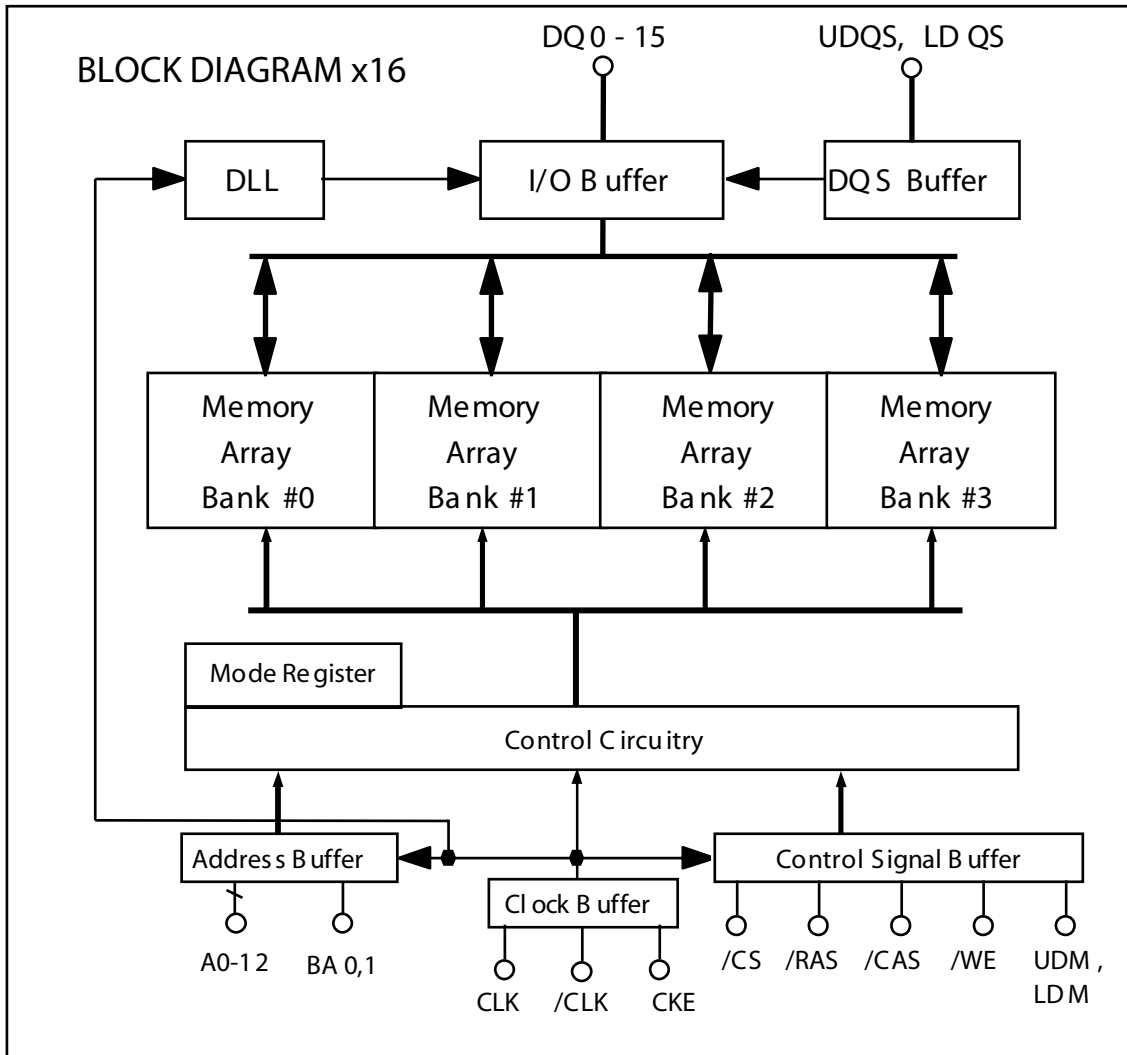 DQ0 - 15
UDQS, LDQS
BLOCK DIAGRAM x16
DLL
I/O Buffer
DQS Buffer
Memory
Array
Bank #0
Memory
Array
Bank #1
Memory
Array
Bank #2
Memory
Array
Bank #3
Mode Register
Control Circuitry
Address Buffer
Control Signal Buffer
Clock Buffer
A0-12
BA 0,1
CLK
/CLK
CKE
/CS
/RAS
/CAS
/WE
UDM,
LDM